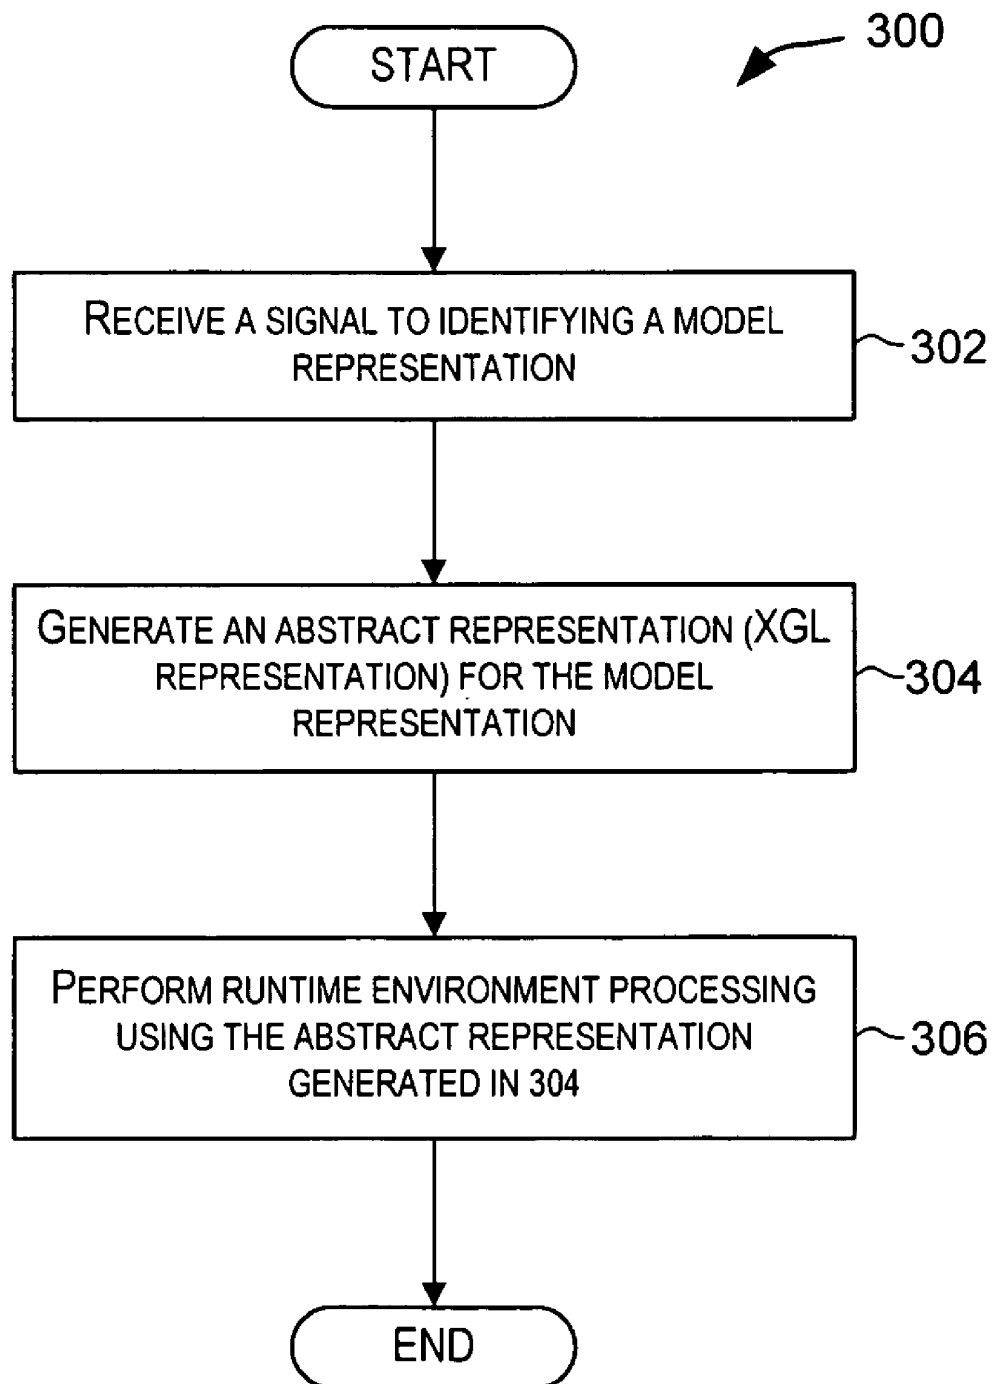 300
START
RECEIVE A SIGNAL TO IDENTIFYING A MODEL
REPRESENTATION
302
GENERATE AN ABSTRACT REPRESENTATION (XGL
REPRESENTATION) FOR THE MODEL
REPRESENTATION
304
PERFORM RUNTIME ENVIRONMENT PROCESSING
USING THE ABSTRACT REPRESENTATION
GENERATED IN 304
306
END